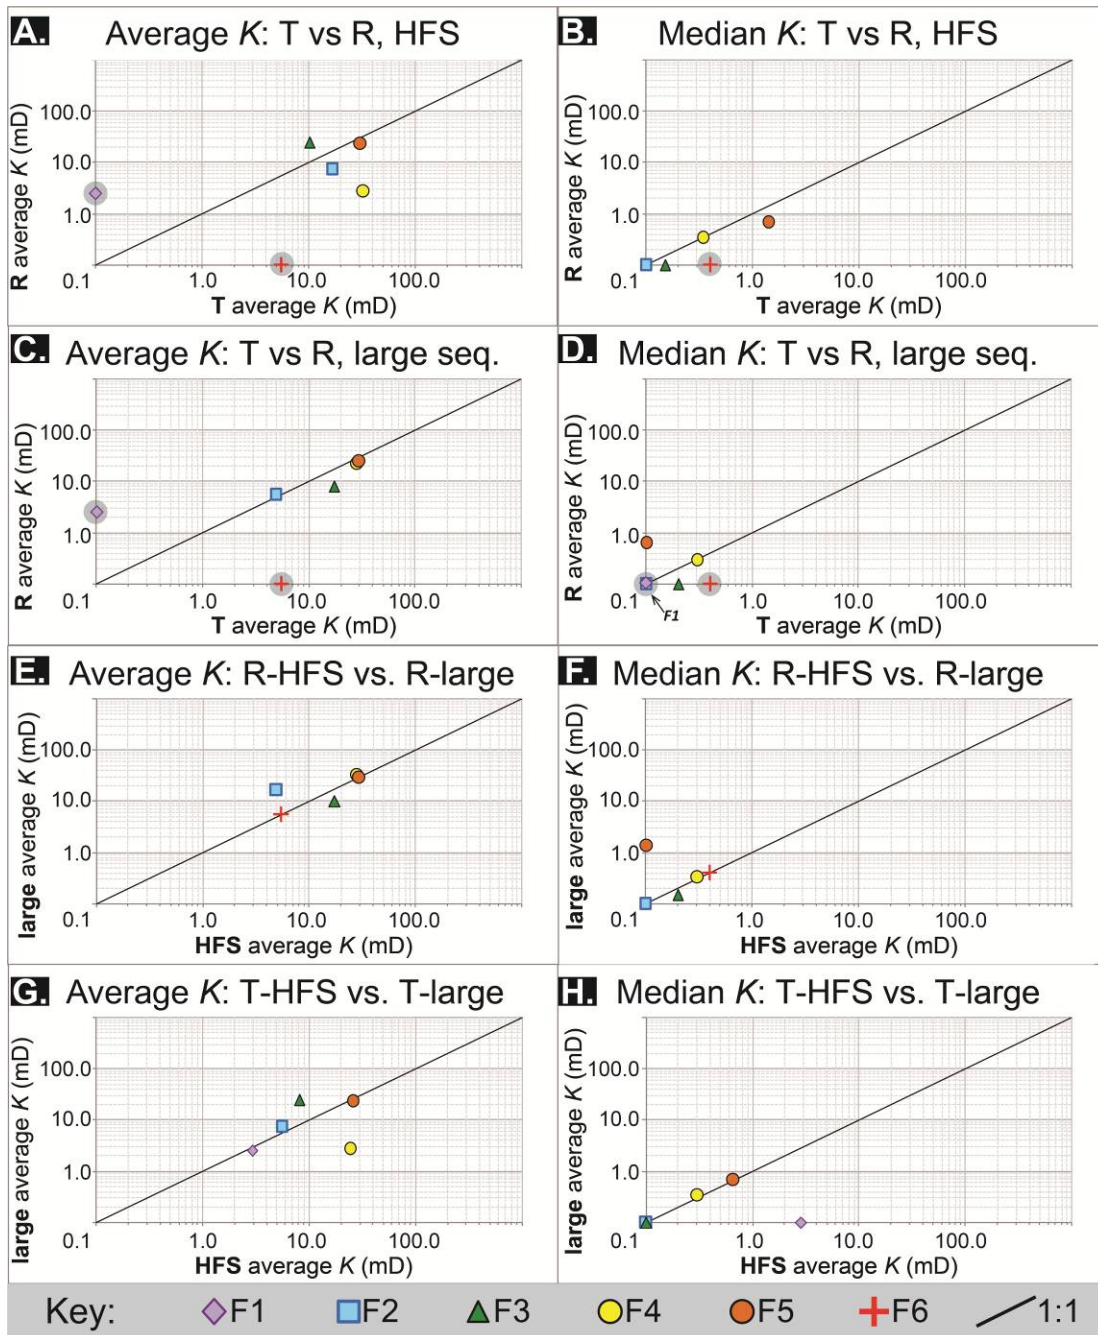 A. Average K: T vs R, HFS
R average K (mD)
100.0
10.0
1.0
0.1
1.0 10.0 100.0
T average K (mD)
B. Median K: T vs R, HFS
R average K (mD)
100.0
10.0
1.0
0.1
1.0 10.0 100.0
T average K (mD)
C. Average K: T vs R, large seq.
R average K (mD)
100.0
10.0
1.0
0.1
1.0 10.0 100.0
T average K (mD)
D. Median K: T vs R, large seq.
R average K (mD)
100.0
10.0
1.0
0.1
F1
1.0 10.0 100.0
T average K (mD)
E. Average K: R-HFS vs. R-large
large average K (mD)
100.0
10.0
1.0
0.1
1.0 10.0 100.0
HFS average K (mD)
F. Median K: R-HFS vs. R-large
large average K (mD)
100.0
10.0
1.0
0.1
1.0 10.0 100.0
HFS average K (mD)
G. Average K: T-HFS vs. T-large
large average K (mD)
100.0
10.0
1.0
0.1
1.0 10.0 100.0
HFS average K (mD)
H. Median K: T-HFS vs. T-large
large average K (mD)
100.0
10.0
1.0
0.1
1.0 10.0 100.0
HFS average K (mD)
Key: F1 F2 F3 F4 F5 F6 1:1